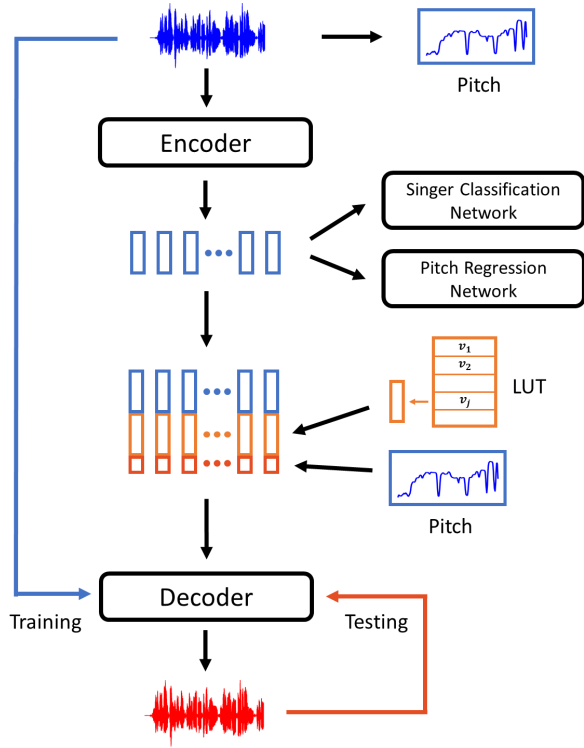 Pitch
Encoder
Singer Classification
Network
Pitch Regression
Network
v₁
v₂
LUT
vⱼ
Pitch
Decoder
Training
Testing